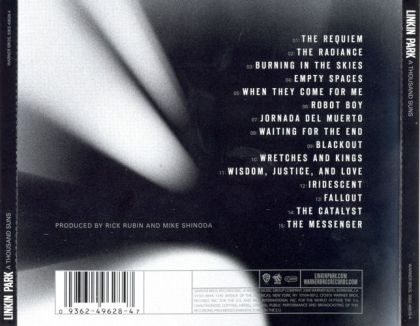 LINKIN PARK A THOUSAND SUNS
01 THE REQUIEM
02 THE RADIANCE
03 BURNING IN THE SKIES
04 EMPTY SPACES
05 WHEN THEY COME FOR ME
06 ROBOT BOY
07 JORNADA DEL MUERTO
08 WAITING FOR THE END
09 BLACKOUT
10 WRETCHES AND KINGS
11 WISDOM, JUSTICE, AND LOVE
12 IRIDESCENT
13 FALLOUT
14 THE CATALYST
15 THE MESSENGER
PRODUCED BY RICK RUBIN AND MIKE SHINODA
0 9362-49628-4 7
LINKINPARK.COM
WARNERBROSRECORDS.COM
LINKIN PARK A THOUSAND SUNS